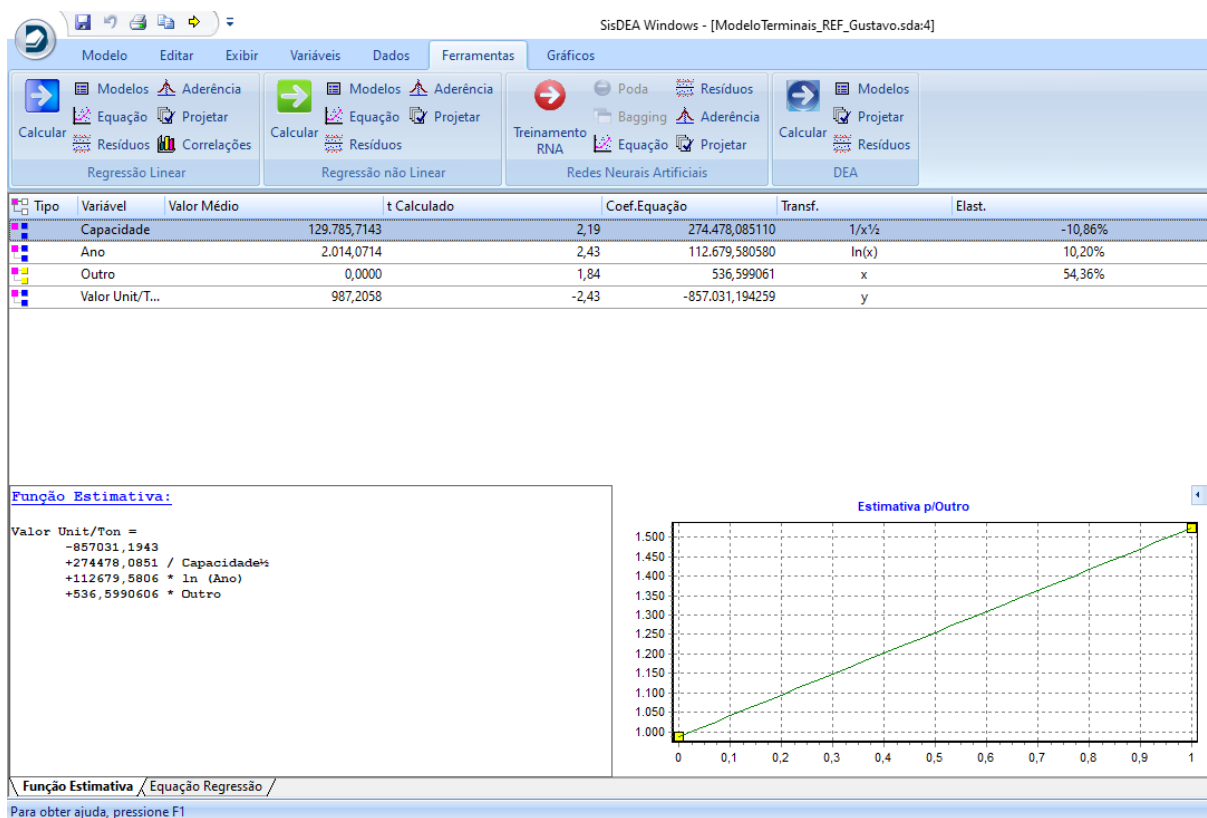 SisDEA Windows - [ModeloTerminais_REF_Gustavo.sda:4]
Modelo Editar Exibir Variáveis Dados Ferramentas Gráficos
Calcular
Modelos Aderência
Equação Projetar
Resíduos Correlações
Regressão Linear
Calcular
Modelos Aderência
Equação Projetar
Resíduos
Regressão não Linear
Treinamento
RNA
Poda Resíduos
Bagging Aderência
Equação Projetar
Redes Neurais Artificiais
Calcular
Modelos
Projetar
Resíduos
DEA
Tipo Variável Valor Médio t Calculado Coef.Equação Transf. Elast.
Capacidade 129.785,7143 2,19 274.478,085110 1/x½ -10,86%
Ano 2.014,0714 2,43 112.679,580580 ln(x) 10,20%
Outro 0,0000 1,84 536,599061 x 54,36%
Valor Unit/T... 987,2058 -2,43 -857.031,194259 y
Função Estimativa:
Valor Unit/Ton =
-857031,1943
+274478,0851 / Capacidade½
+112679,5806 * ln (Ano)
+536,5990606 * Outro
Estimativa p/Outro
1.500
1.450
1.400
1.350
1.300
1.250
1.200
1.150
1.100
1.050
1.000
0 0,1 0,2 0,3 0,4 0,5 0,6 0,7 0,8 0,9 1
Função Estimativa Equação Regressão
Para obter ajuda, pressione F1